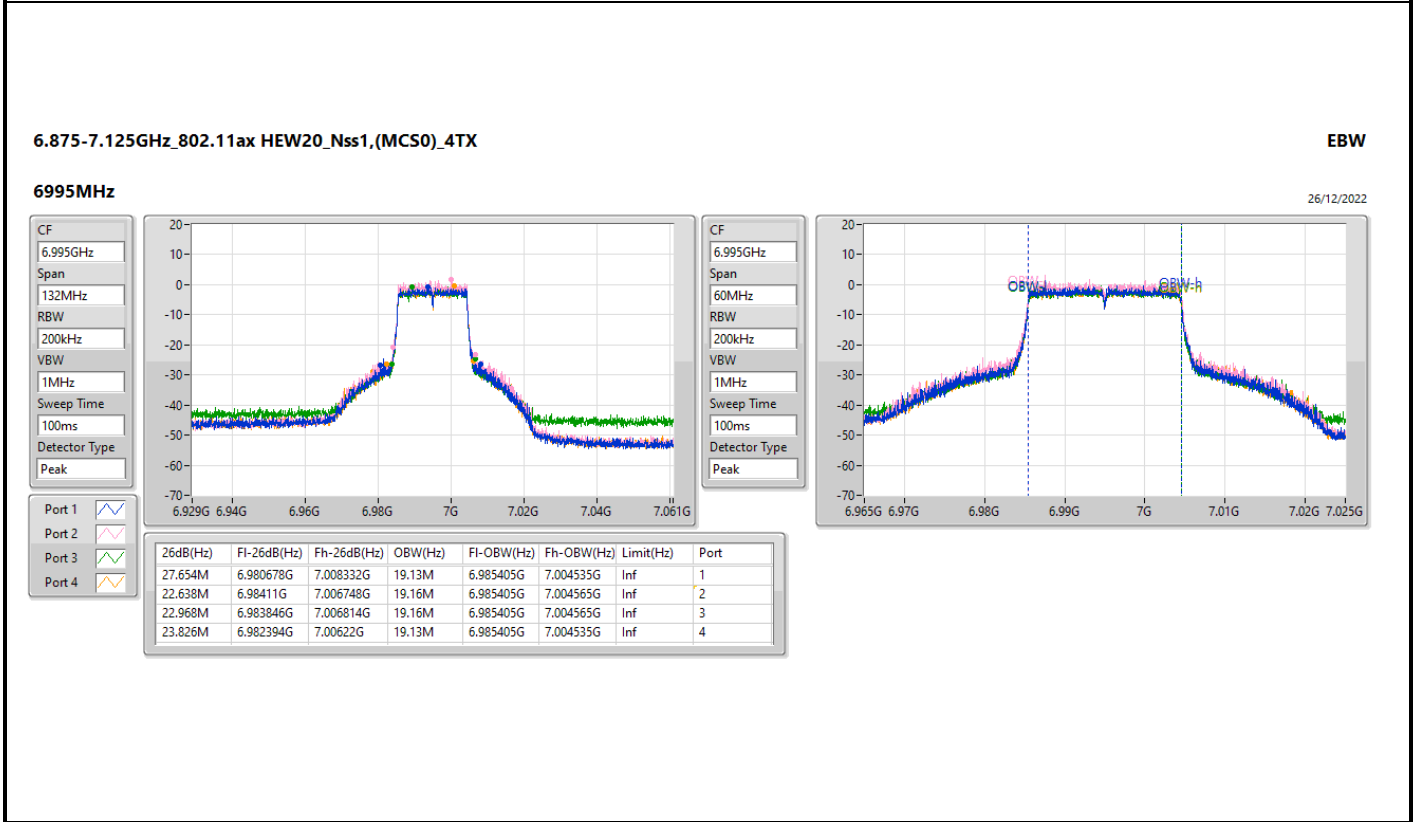 6.875-7.125GHz_802.11ax HEW20_Nss1,(MCS0)_4TX
EBW
6995MHz
26/12/2022
CF
6.995GHz
Span
132MHz
RBW
200kHz
VBW
1MHz
Sweep Time
100ms
Detector Type
Peak
20
10
0
-10
-20
-30
-40
-50
-60
-70
6.929G 6.94G 6.96G 6.98G 7G 7.02G 7.04G 7.061G
CF
6.995GHz
Span
60MHz
RBW
200kHz
VBW
1MHz
Sweep Time
100ms
Detector Type
Peak
20
10
0
-10
-20
-30
-40
-50
-60
-70
OBW-h
6.965G 6.97G 6.98G 6.99G 7G 7.01G 7.02G 7.025G
Port 1
Port 2
Port 3
Port 4
26dB(Hz) Fl-26dB(Hz) Fh-26dB(Hz) OBW(Hz) Fl-OBW(Hz) Fh-OBW(Hz) Limit(Hz) Port
27.654M 6.980678G 7.008332G 19.13M 6.985405G 7.004535G Inf 1
22.638M 6.98411G 7.006748G 19.16M 6.985405G 7.004565G Inf 2
22.968M 6.983846G 7.006814G 19.16M 6.985405G 7.004565G Inf 3
23.826M 6.982394G 7.00622G 19.13M 6.985405G 7.004535G Inf 4